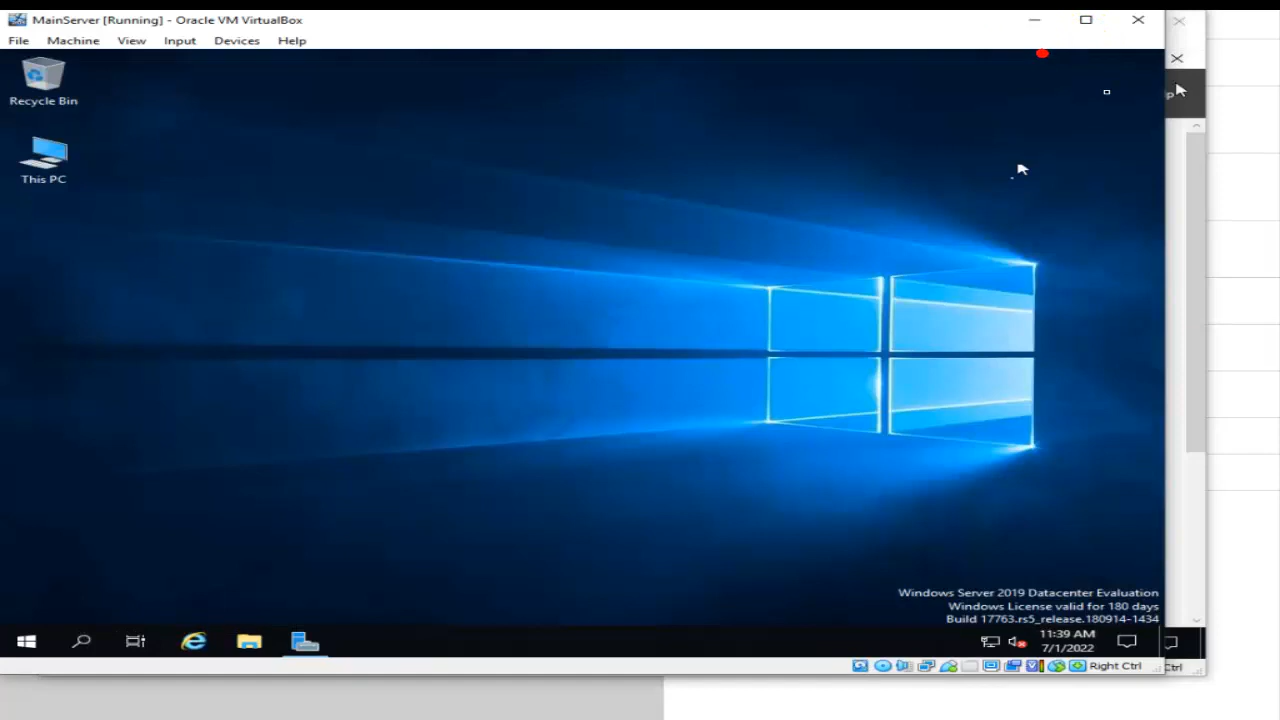 MainServer [Running] - Oracle VM VirtualBox
File Machine View Input Devices Help
Recycle Bin
This PC
Windows Server 2019 Datacenter Evaluation
Windows License valid for 180 days
Build 17763.rs5_release.180914-1434
11:39 AM
7/1/2022
Right Ctrl
lp
Ctrl